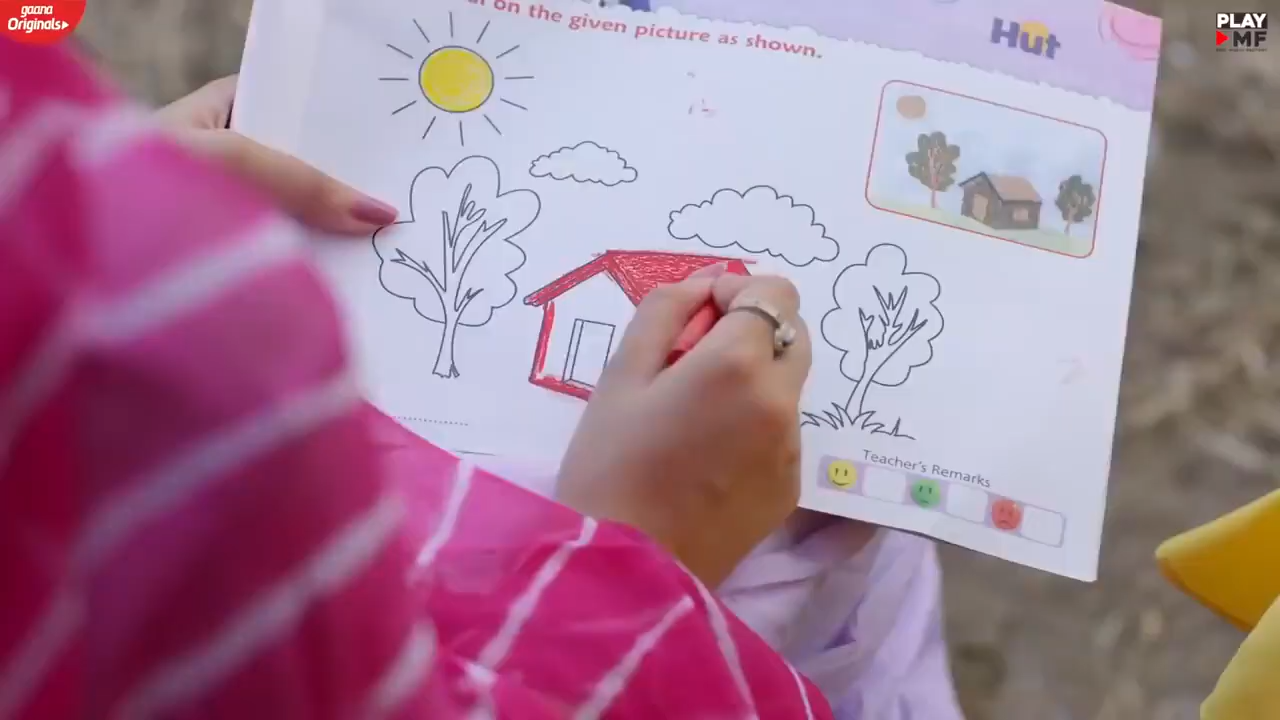 gaana
Originals
PLAY
MF
on the given picture as shown.
Hut
Teacher's Remarks